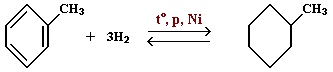 CH₃ CH₃
t°, p, Ni
+ 3H₂